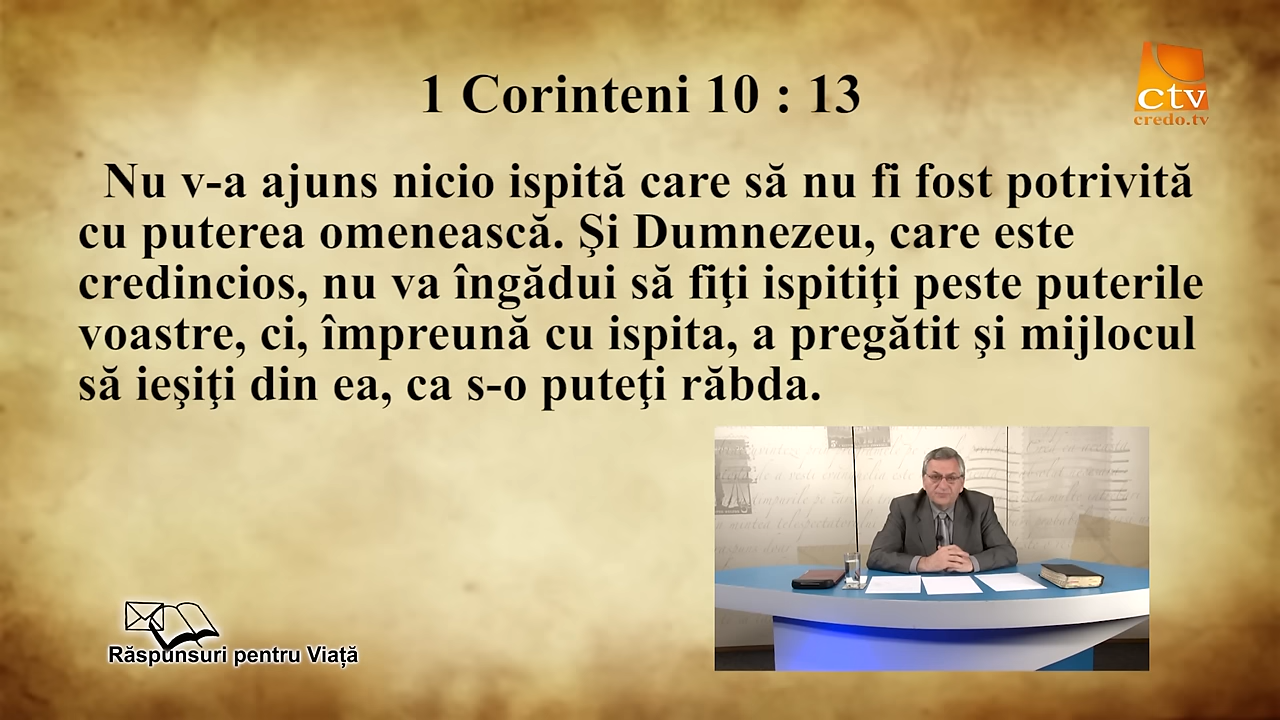 1 Corinteni 10 : 13
ctv
credo.tv
Nu v-a ajuns nicio ispită care să nu fi fost potrivită
cu puterea omenească. Şi Dumnezeu, care este
credincios, nu va îngădui să fiţi ispitiţi peste puterile
voastre, ci, împreună cu ispita, a pregătit şi mijlocul
să ieşiţi din ea, ca s-o puteţi răbda.
Răspunsuri pentru Viață